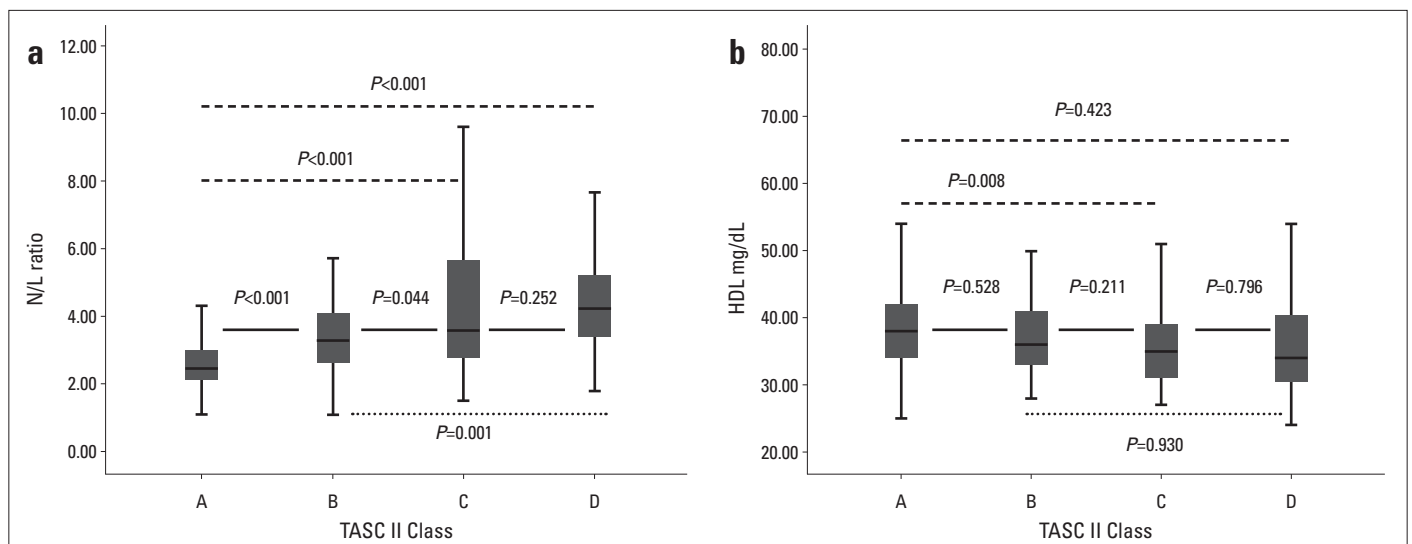 a
12.00
10.00
8.00
6.00
4.00
2.00
0.00
N/L ratio
P<0.001
P<0.001
P<0.001
P=0.044
P=0.252
P=0.001
A
B
C
D
TASC II Class
b
80.00
70.00
60.00
50.00
40.00
30.00
20.00
HDL mg/dL
P=0.423
P=0.008
P=0.528
P=0.211
P=0.796
P=0.930
A
B
C
D
TASC II Class